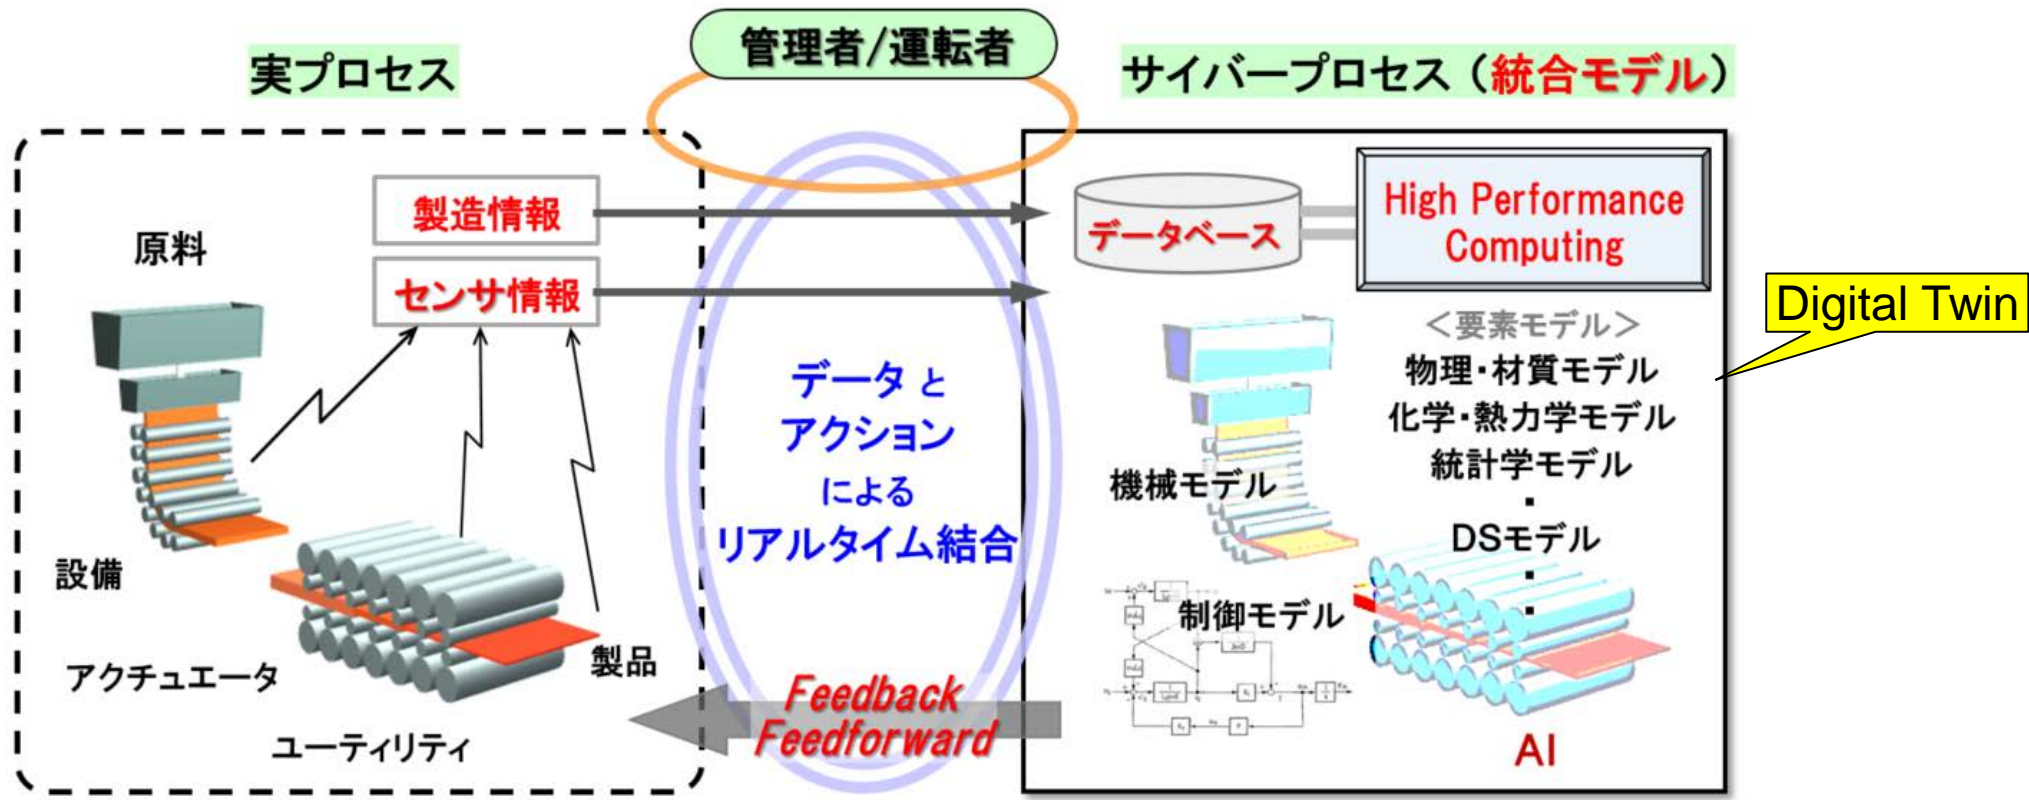 管理者/運転者
実プロセス
サイバープロセス（統合モデル）
製造情報
センサ情報
原料
設備
アクチュエータ
ユーティリティ
製品
データと
アクション
による
リアルタイム結合
Feedback
Feedforward
データベース
High Performance
Computing
＜要素モデル＞
物理・材質モデル
化学・熱力学モデル
統計学モデル
・
DSモデル
・
・
機械モデル
制御モデル
AI
Digital Twin